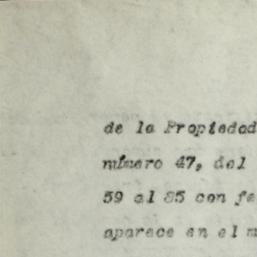 de la Propiedad
número 47, del
59 al 85 con fe
aparece en el m